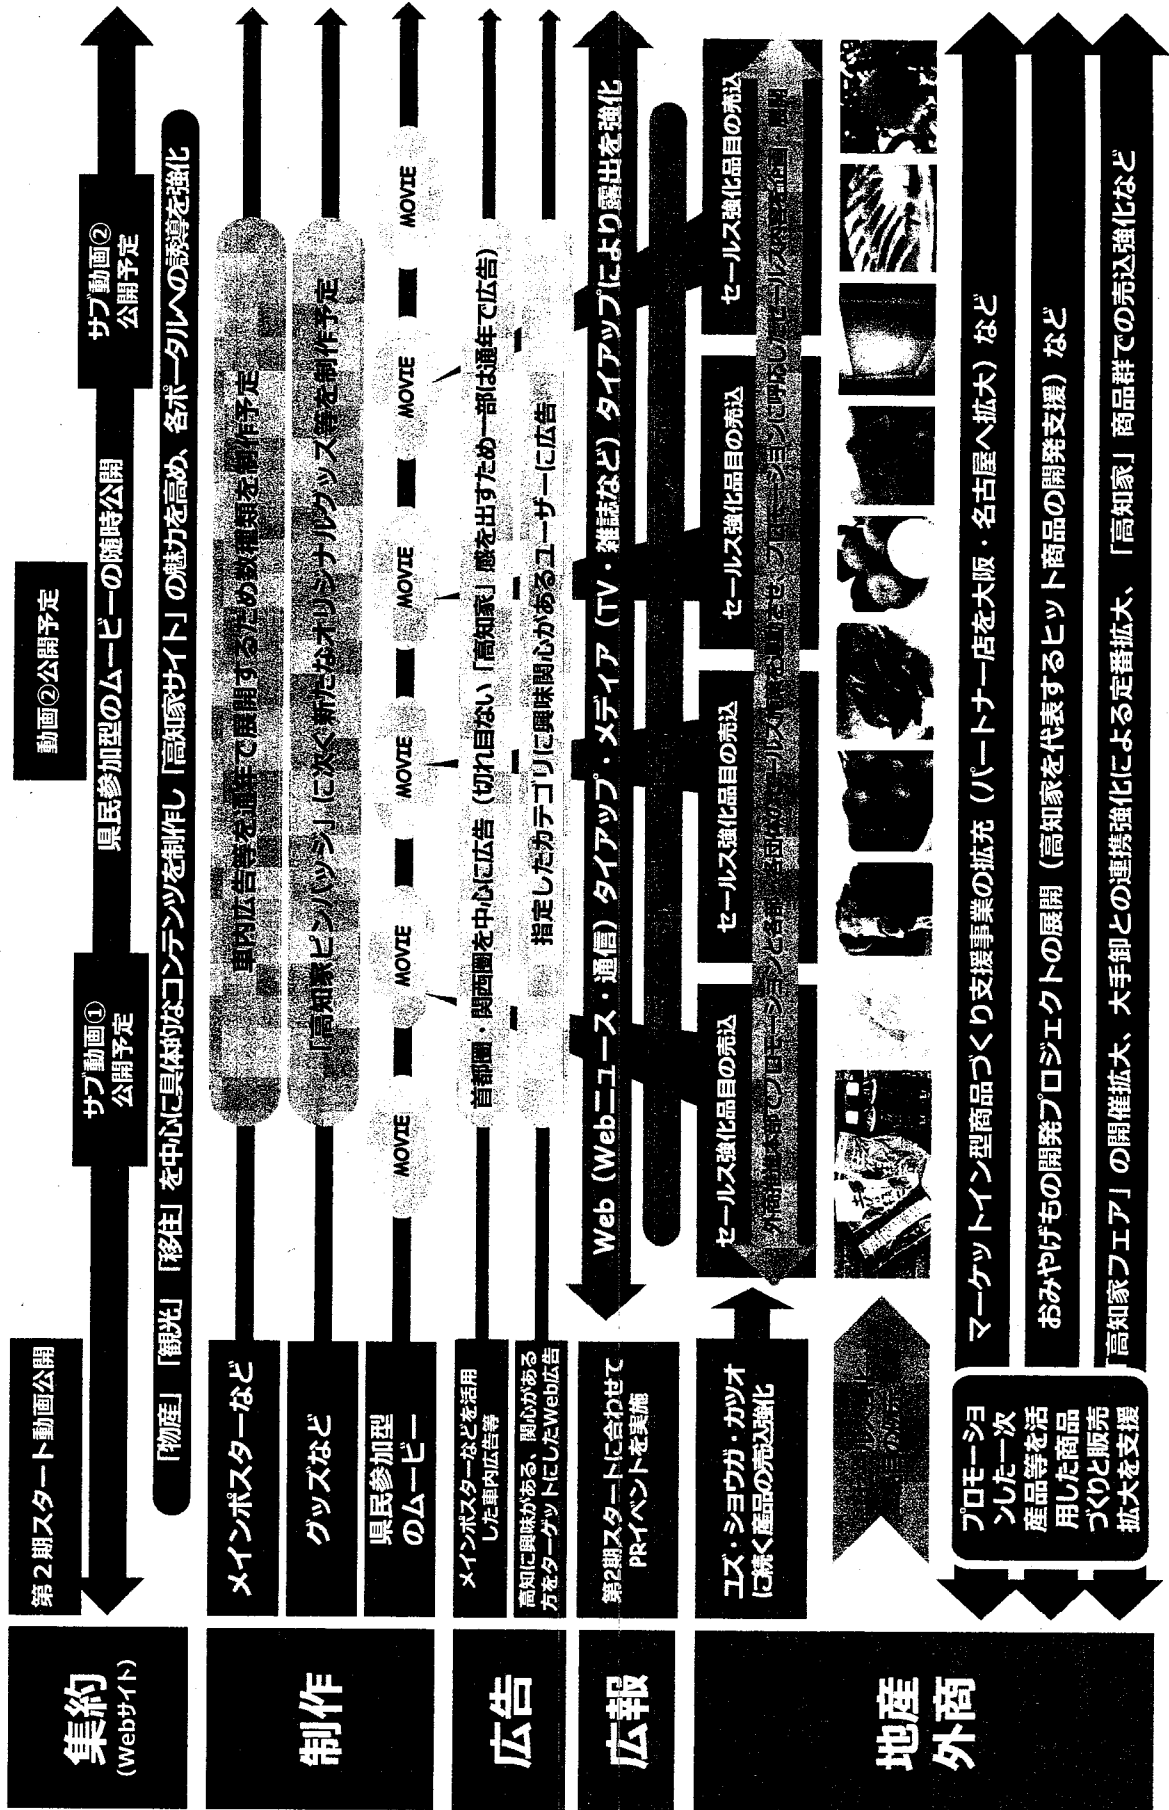 集約
(Webサイト)
第2期スタート動画公開
サブ動画①
公開予定
動画②公開予定
サブ動画②
公開予定
県民参加型のムービーの随時公開
「物産」「観光」「移住」を中心に具体的なコンテンツを制作し「高知家サイト」の魅力を高め、各ポータルへの誘導を強化
制作
メインポスターなど
車内広告等を通年で展開するため数種類を制作予定
グッズなど
「高知家ピンバッジ」に次ぐ新たなオリジナルグッズ等を制作予定
県民参加型
のムービー
MOVIE
MOVIE
MOVIE
MOVIE
MOVIE
MOVIE
広告
メインポスターなどを活用
した車内広告等
首都圏・関西圏を中心に広告（切れ目ない「高知家」感を出すため一部は通年で広告）
高知に興味がある、関心がある
方をターゲットにしたWeb広告
指定したカテゴリに興味関心があるユーザーに広告
広報
第2期スタートに合わせて
PRイベントを実施
Web（Webニュース・通信）タイアップ・メディア（TV・雑誌など）タイアップにより露出を強化
地産
外商
ユズ・ショウガ・カツオ
に続く産品の売込強化
セールス強化品目の売込
セールス強化品目の売込
セールス強化品目の売込
セールス強化品目の売込
プロモーショ
ンした一次
産品等を活
用した商品
づくりと販売
拡大を支援
マーケットイン型商品づくり支援事業の拡充（パートナー店を大阪・名古屋へ拡大）など
おみやげもの開発プロジェクトの展開（高知家を代表するヒット商品の開発支援）など
「高知家フェア」の開催拡大、大手卸との連携強化による定番拡大、「高知家」商品群での売込強化など